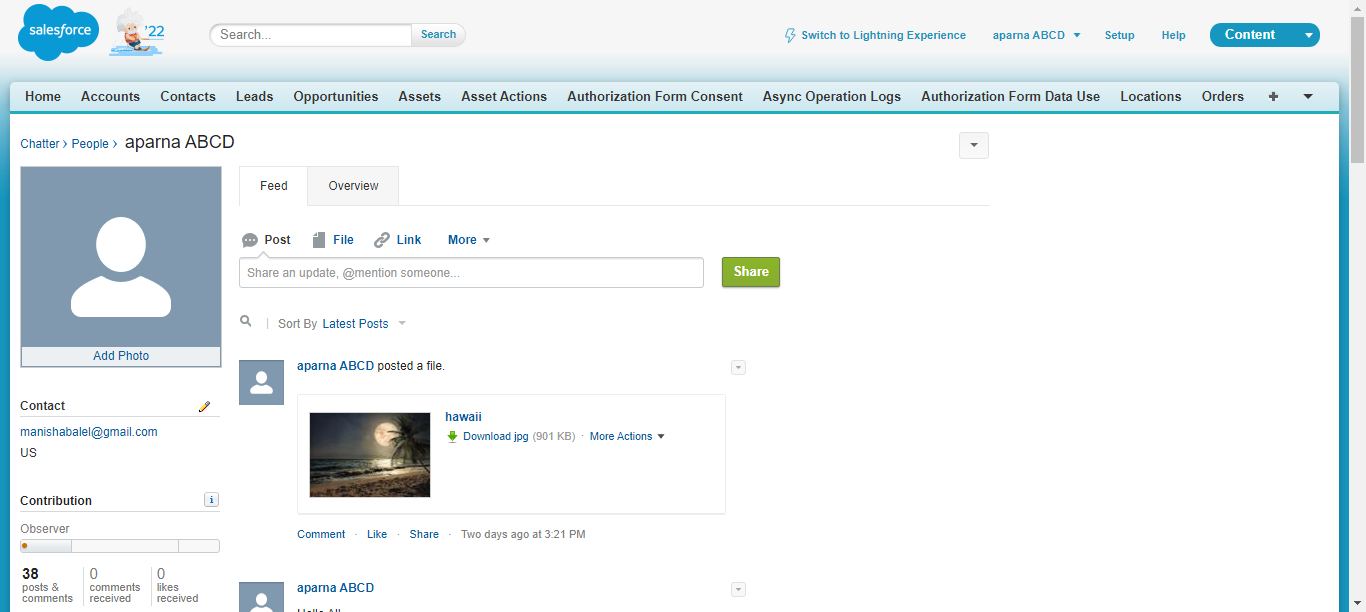 salesforce
'22
Search...
Search
Switch to Lightning Experience
aparna ABCD
Setup
Help
Content
Home Accounts Contacts Leads Opportunities Assets Asset Actions Authorization Form Consent Async Operation Logs Authorization Form Data Use Locations Orders +
Chatter › People › aparna ABCD
Feed Overview
Add Photo
Post File Link More
Share an update, @mention someone...
Share
Sort By Latest Posts
aparna ABCD posted a file.
hawaii
Download jpg (901 KB) · More Actions
Comment · Like · Share · Two days ago at 3:21 PM
aparna ABCD
Hello All
Contact
manishabalel@gmail.com
US
Contribution
i
Observer
38 posts & comments
0 comments received
0 likes received